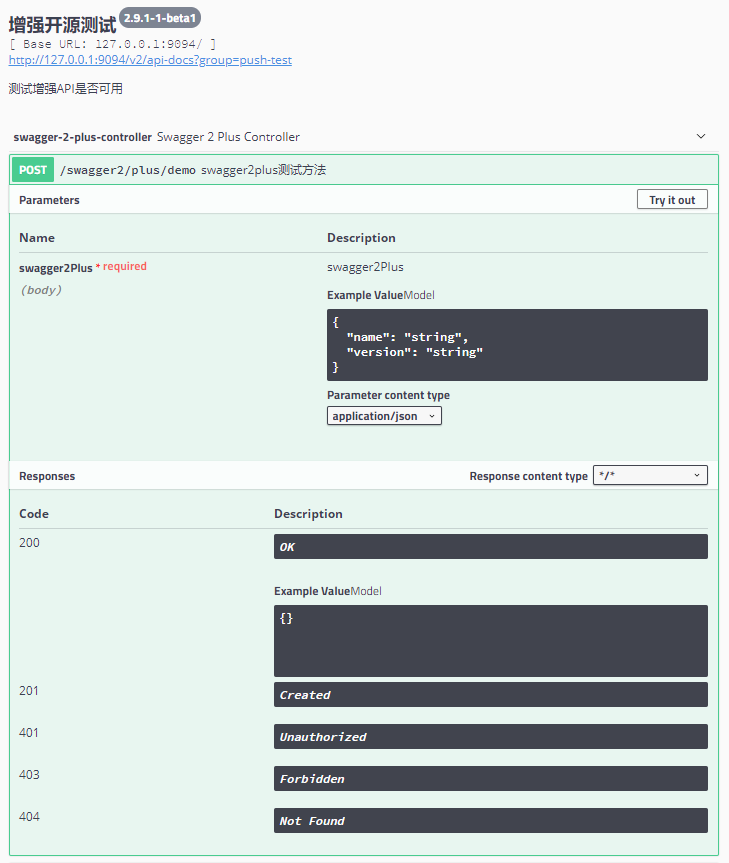 增强开源测试 2.9.1-1-beta1
[ Base URL: 127.0.0.1:9094/ ]
http://127.0.0.1:9094/v2/api-docs?group=push-test
测试增强API是否可用
swagger-2-plus-controller Swagger 2 Plus Controller
POST /swagger2/plus/demo swagger2plus测试方法
Parameters Try it out
Name Description
swagger2Plus * required swagger2Plus
(body)
Example Value Model
{
"name": "string",
"version": "string"
}
Parameter content type
application/json
Responses Response content type */*
Code Description
200 OK
Example Value Model
{}
201 Created
401 Unauthorized
403 Forbidden
404 Not Found